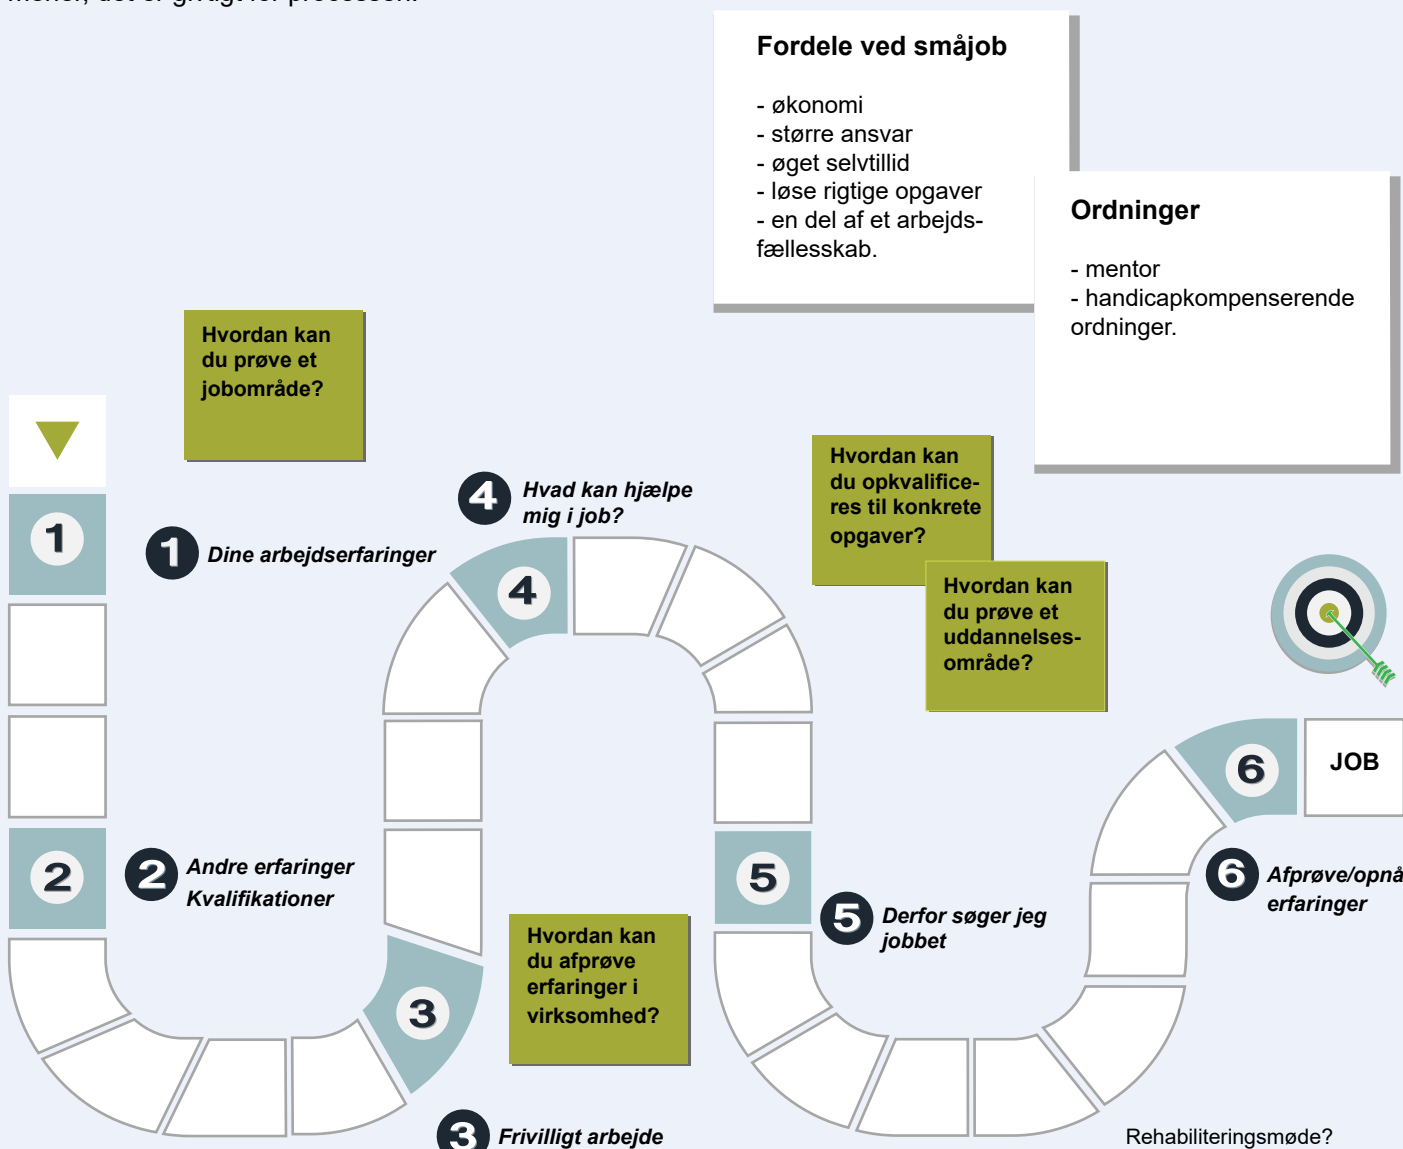 Fordele ved småjob
- økonomi
- større ansvar
- øget selvtillid
- løse rigtige opgaver
- en del af et arbejds-
fællesskab.
Ordninger
- mentor
- handicapkompenserende
ordninger.
Hvordan kan
du prøve et
jobområde?
1
1 Dine arbejdserfaringer
4 Hvad kan hjælpe
mig i job?
4
Hvordan kan
du opkvalifice-
res til konkrete
opgaver?
Hvordan kan
du prøve et
uddannelses-
område?
6
JOB
2
2 Andre erfaringer
Kvalifikationer
5
5 Derfor søger jeg
jobbet
6 Afprøve/opnå
erfaringer
3
Hvordan kan
du afprøve
erfaringer i
virksomhed?
3 Frivilligt arbejde
Rehabiliteringsmøde?